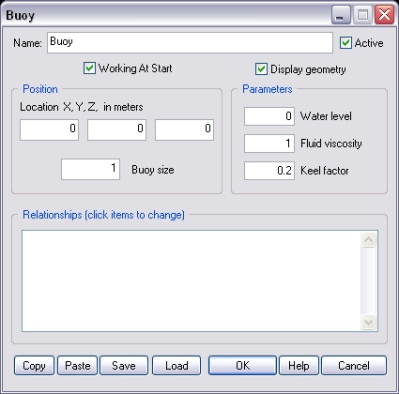 Buoy
Name: Buoy Active
Working At Start Display geometry
Position Parameters
Location X, Y, Z, in meters
0 0 0
0 Water level
1 Fluid viscosity
1 Buoy size
0.2 Keel factor
Relationships (click items to change)
Copy Paste Save Load OK Help Cancel